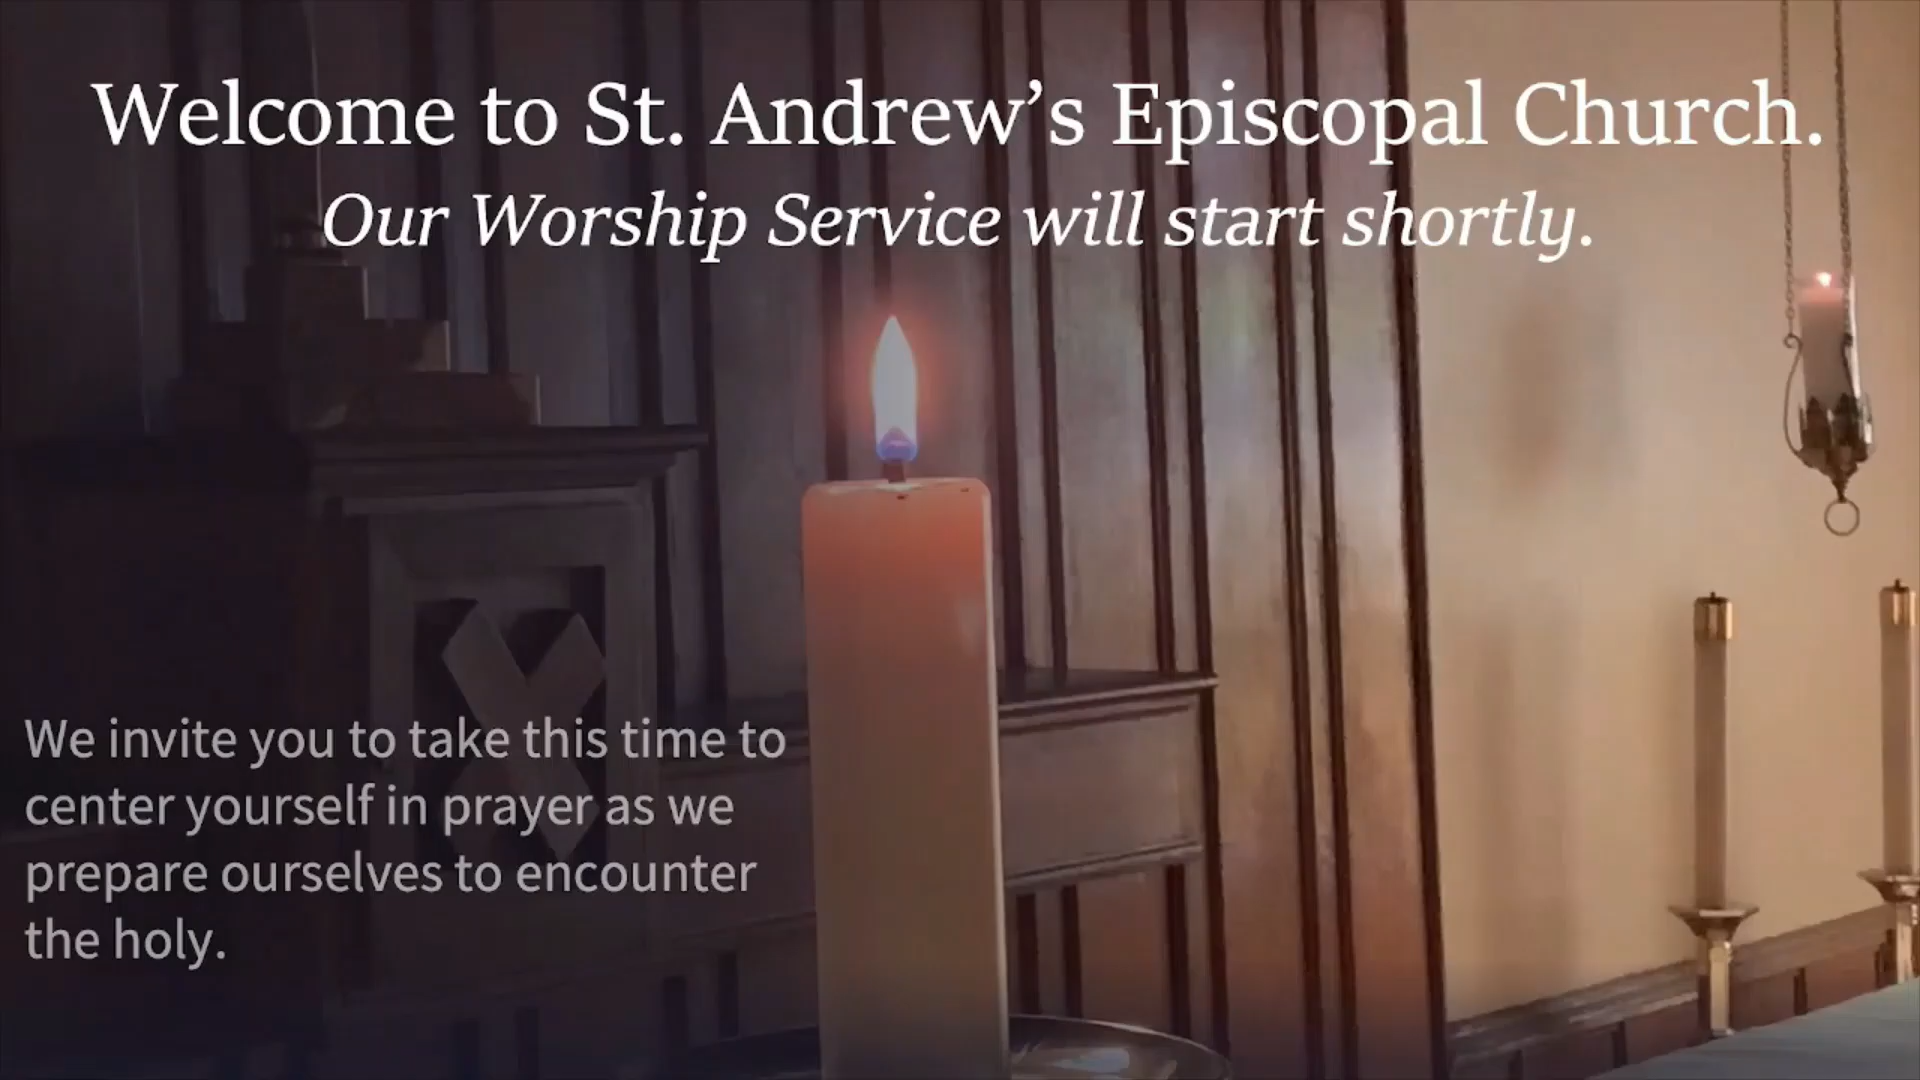 Welcome to St. Andrew’s Episcopal Church.
Our Worship Service will start shortly.
We invite you to take this time to
center yourself in prayer as we
prepare ourselves to encounter
the holy.